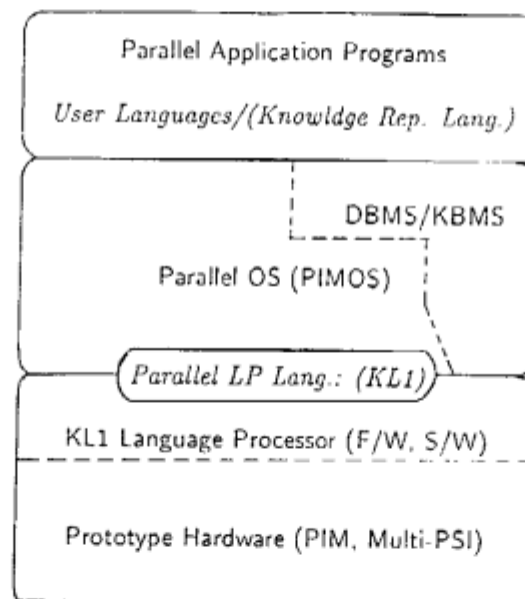 Parallel Application Programs
User Languages/(Knowldge Rep. Lang.)
DBMS/KBMS
Parallel OS (PIMOS)
Parallel LP Lang.: (KL1)
KL1 Language Processor (F/W, S/W)
Prototype Hardware (PIM, Multi-PSI)